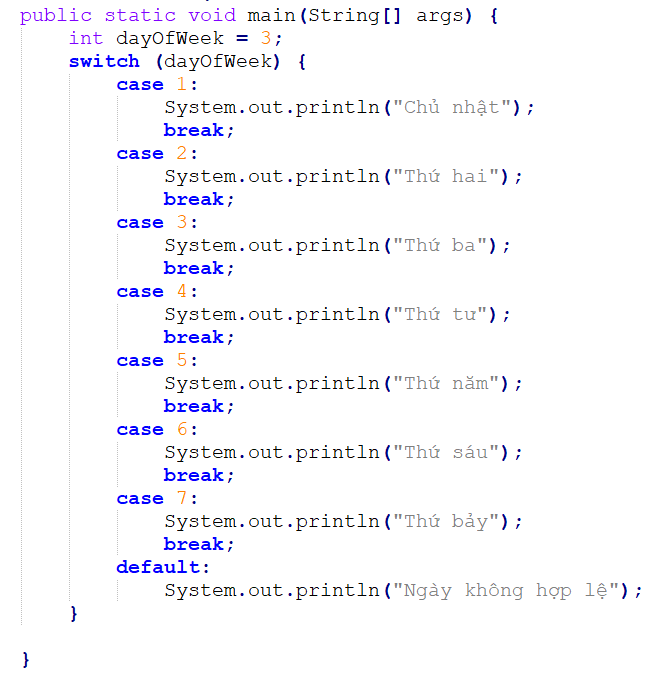 public static void main(String[] args) {
    int dayOfWeek = 3;
    switch (dayOfWeek) {
        case 1:
            System.out.println("Chủ nhật");
            break;
        case 2:
            System.out.println("Thứ hai");
            break;
        case 3:
            System.out.println("Thứ ba");
            break;
        case 4:
            System.out.println("Thứ tư");
            break;
        case 5:
            System.out.println("Thứ năm");
            break;
        case 6:
            System.out.println("Thứ sáu");
            break;
        case 7:
            System.out.println("Thứ bảy");
            break;
        default:
            System.out.println("Ngày không hợp lệ");
    }
}